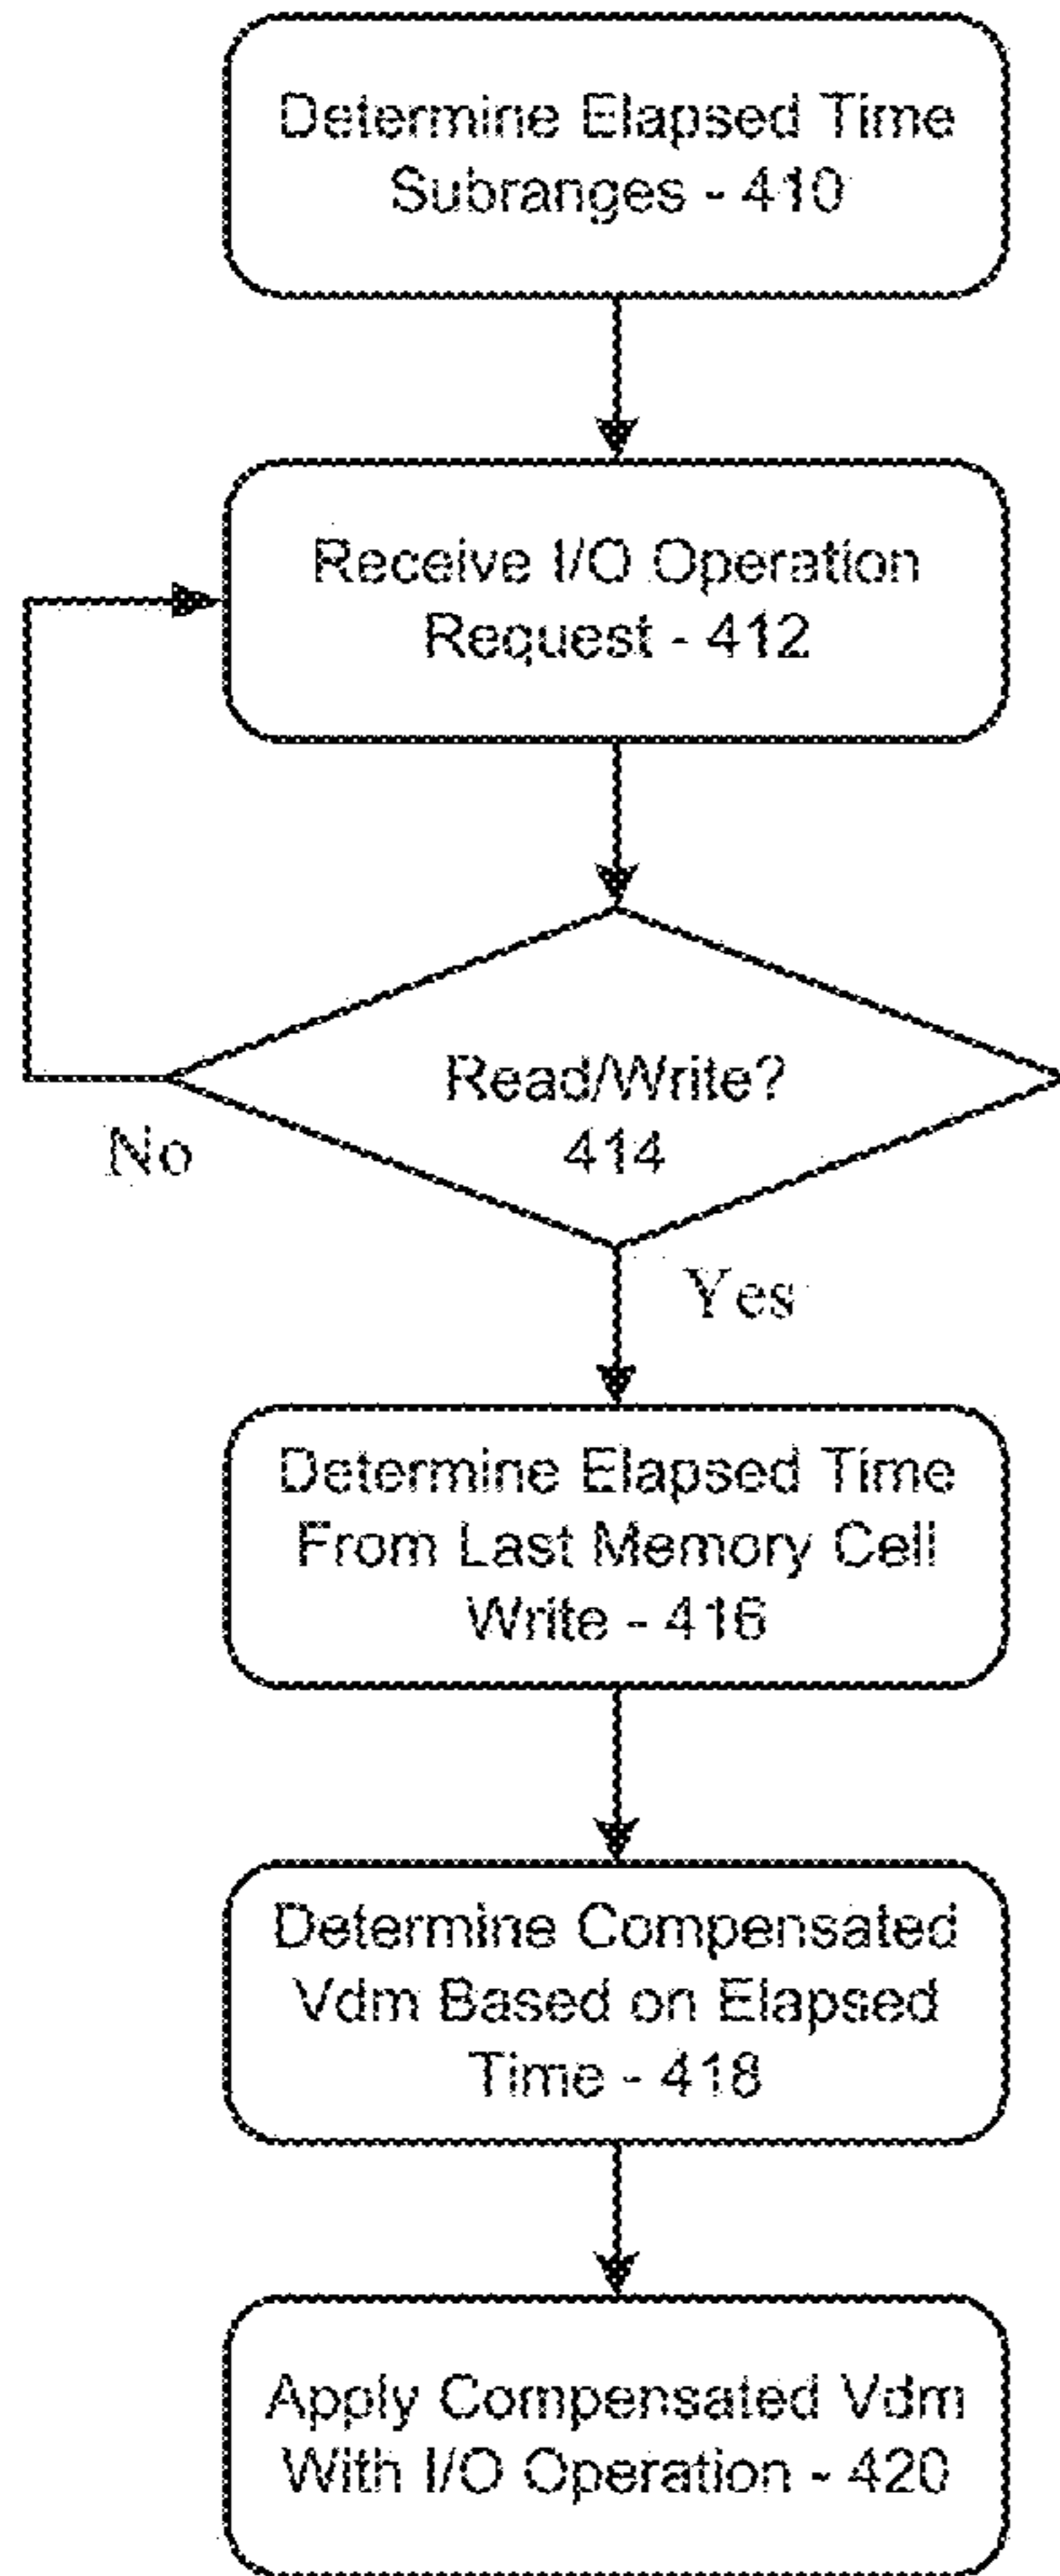 Determine Elapsed Time
Subranges - 410
Receive I/O Operation
Request - 412
Read/Write?
414
No
Yes
Determine Elapsed Time
From Last Memory Cell
Write - 416
Determine Compensated
Vdm Based on Elapsed
Time - 418
Apply Compensated Vdm
With I/O Operation - 420